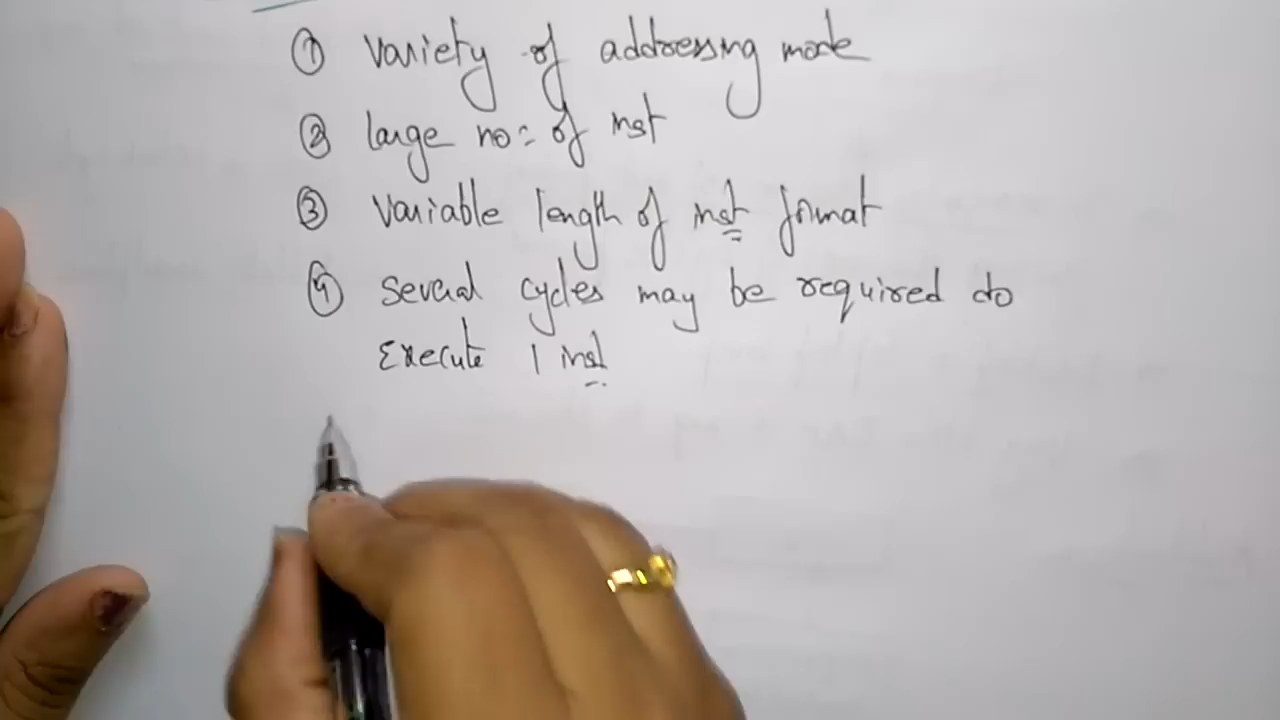 ① variety of addressing mode
② large no: of inst
③ variable length of inst format
④ several cycles may be required to
Execute 1 inst